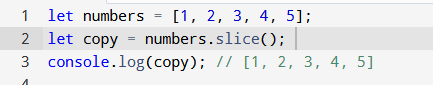 1 let numbers = [1, 2, 3, 4, 5];
2 let copy = numbers.slice();
3 console.log(copy); // [1, 2, 3, 4, 5]